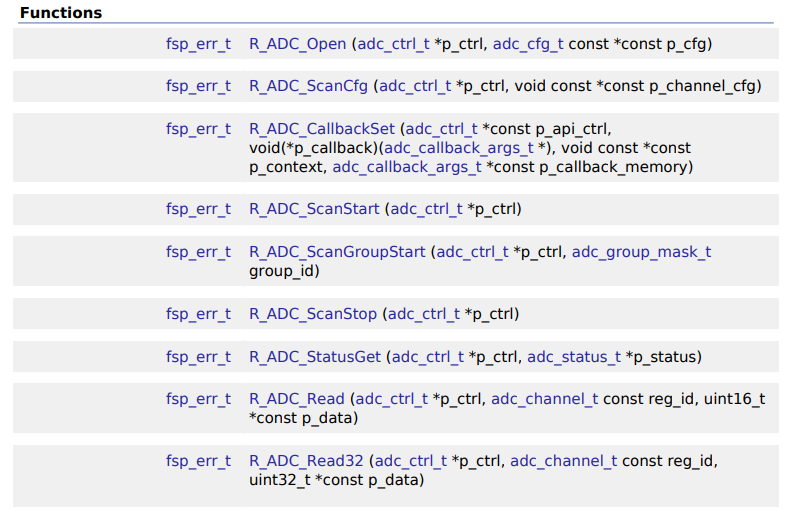 Functions
fsp_err_t R_ADC_Open (adc_ctrl_t *p_ctrl, adc_cfg_t const *const p_cfg)
fsp_err_t R_ADC_ScanCfg (adc_ctrl_t *p_ctrl, void const *const p_channel_cfg)
fsp_err_t R_ADC_CallbackSet (adc_ctrl_t *const p_api_ctrl,
void(*p_callback)(adc_callback_args_t *), void const *const
p_context, adc_callback_args_t *const p_callback_memory)
fsp_err_t R_ADC_ScanStart (adc_ctrl_t *p_ctrl)
fsp_err_t R_ADC_ScanGroupStart (adc_ctrl_t *p_ctrl, adc_group_mask_t
group_id)
fsp_err_t R_ADC_ScanStop (adc_ctrl_t *p_ctrl)
fsp_err_t R_ADC_StatusGet (adc_ctrl_t *p_ctrl, adc_status_t *p_status)
fsp_err_t R_ADC_Read (adc_ctrl_t *p_ctrl, adc_channel_t const reg_id, uint16_t
*const p_data)
fsp_err_t R_ADC_Read32 (adc_ctrl_t *p_ctrl, adc_channel_t const reg_id,
uint32_t *const p_data)